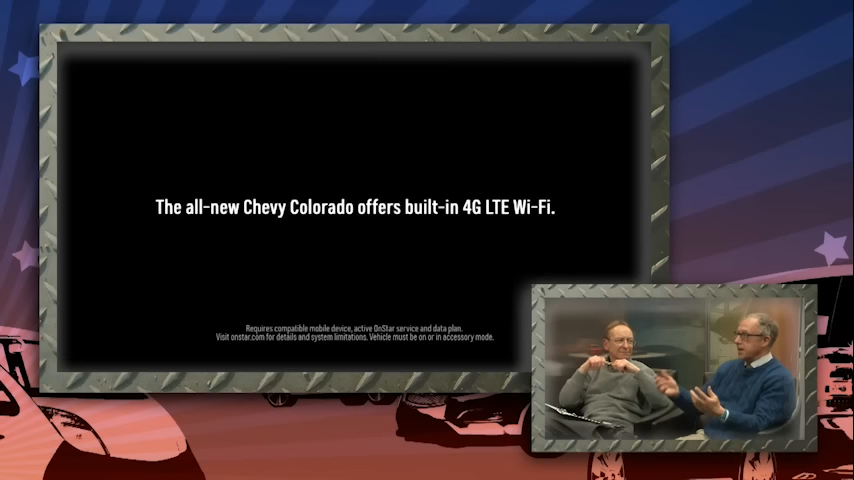 The all-new Chevy Colorado offers built-in 4G LTE Wi-Fi.
Requires compatible mobile device, active OnStar service and data plan.
Visit onstar.com for details and system limitations. Vehicle must be on or in accessory mode.